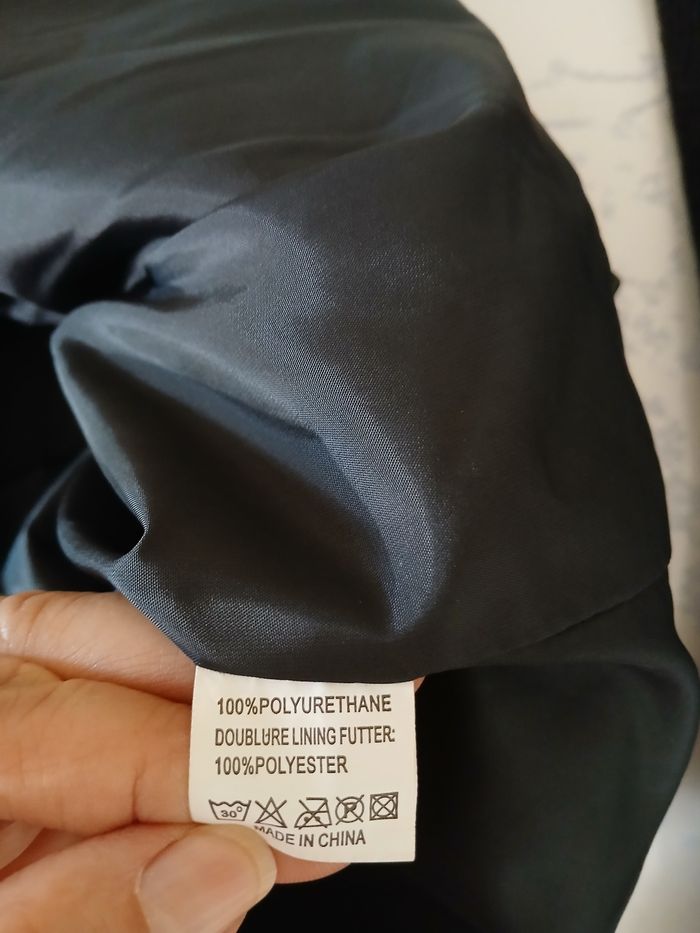 100%POLYURETHANE
DOUBLURE LINING FUTTER:
100%POLYESTER
30°
MADE IN CHINA